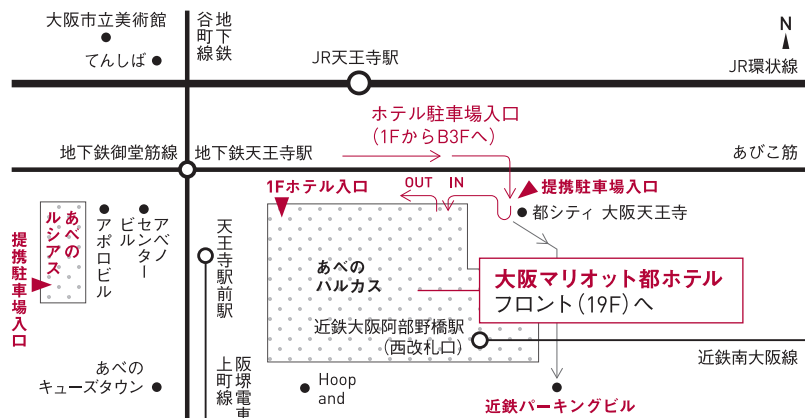 大阪市立美術館
てんしば
地下鉄
谷町線
JR天王寺駅
N
JR環状線
ホテル駐車場入口
(1FからB3Fへ)
地下鉄御堂筋線
地下鉄天王寺駅
あびこ筋
1Fホテル入口
OUT
IN
提携駐車場入口
都シティ 大阪天王寺
あべの
ルシアス
提携駐車場入口
アポロビル
アベノ
センター
ビル
天王寺駅前駅
あべの
ハルカス
大阪マリオット都ホテル
フロント(19F)へ
近鉄大阪阿部野橋駅
(西改札口)
近鉄南大阪線
あべの
キューズタウン
阪堺電車
上町線
Hoop
and
近鉄パーキングビル